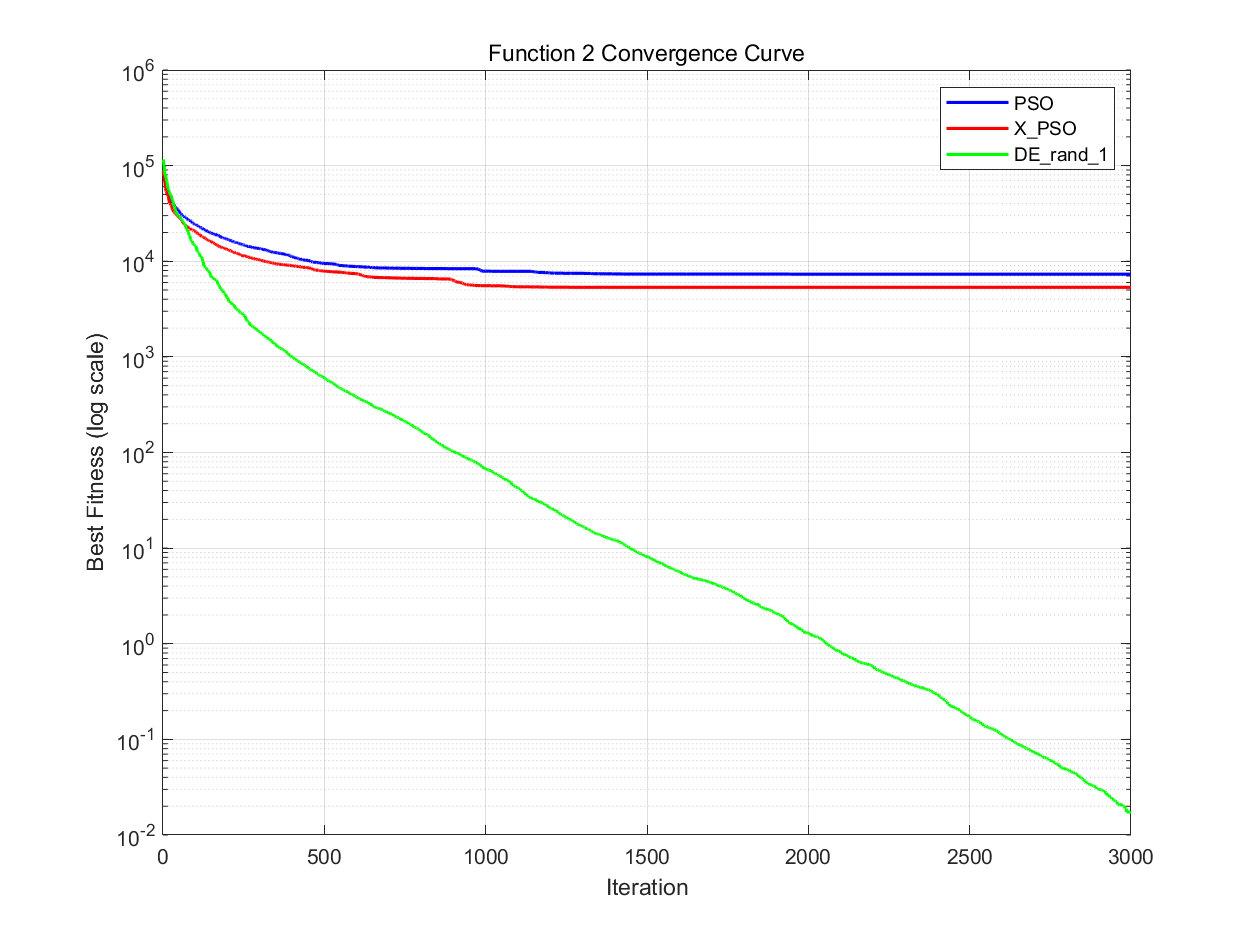 Function 2 Convergence Curve
10^6
10^5
10^4
10^3
10^2
10^1
10^0
10^-1
10^-2
Best Fitness (log scale)
PSO
X_PSO
DE_rand_1
0 500 1000 1500 2000 2500 3000
Iteration